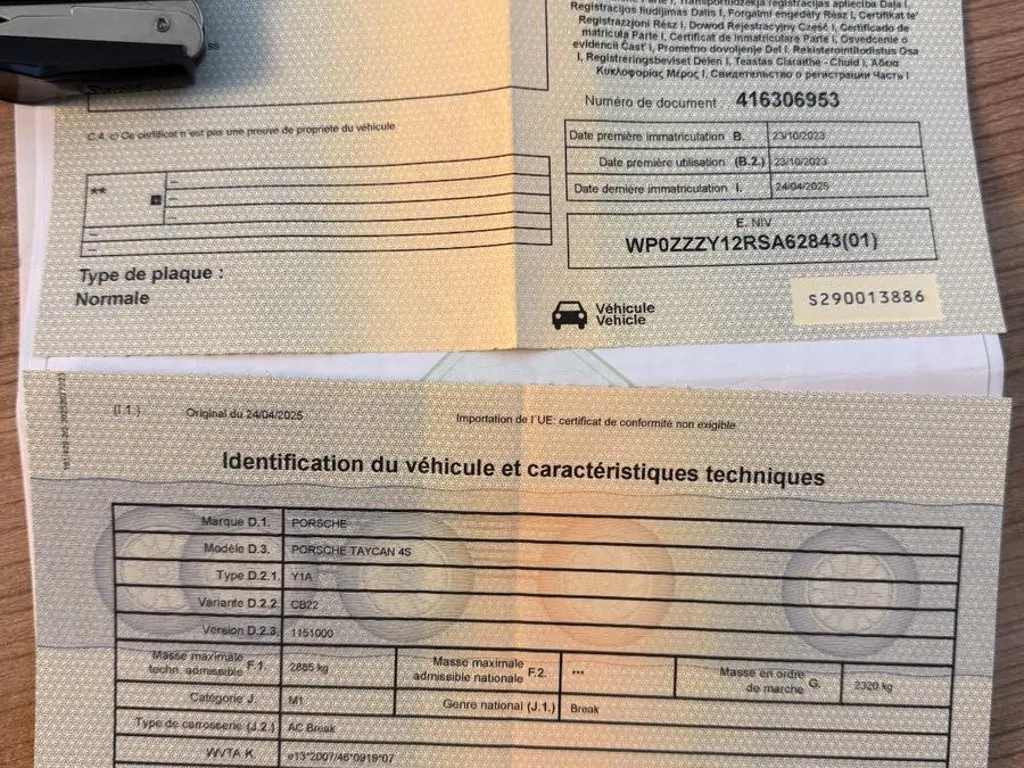 Registracijos liudijimas Dalis I, Forgalmi engedély Rész I, Ċertifikat ta'
Registrazzjoni Rési I, Dowod Rejestracyjny Część I, Certificado de
matrícula Parte I, Certificat de înmatriculare Parte I, Osvedcenie o
evidencii Časť I, Prometno dovoljenje Del I, Rekisteröintitodistus Osa
I, Registreringsbeviset Delen I, Teastas Cláraithe - Chuid I, Άδεια
Κυκλοφορίας Μέρος I, Свидетельство о регистрации Часть I
C.4. c) Ce certificat n'est pas une preuve de propriété du véhicule
Numéro de document 416306953
Date première immatriculation B. 23/10/2023
Date première utilisation (B.2.) 23/10/2023
Date dernière immatriculation I. 24/04/2025
**
E. NIV
WP0ZZZY12RSA62843(01)
Type de plaque :
Normale
Véhicule
Vehicle
S290013886
(I.1.) Original du 24/04/2025 Importation de l'UE: certificat de conformité non exigible
Identification du véhicule et caractéristiques techniques
Marque D.1. PORSCHE
Modèle D.3. PORSCHE TAYCAN 4S
Type D.2.1. Y1A
Variante D.2.2. CB22
Version D.2.3. 1151000
Masse maximale techn. admissible F.1. 2885 kg Masse maximale admissible nationale F.2. *** Masse en ordre de marche G. 2320 kg
Catégorie J. M1 Genre national (J.1.) Break
Type de carrosserie (J.2.) AC Break
WVTA K. e13*2007/46*0919*07